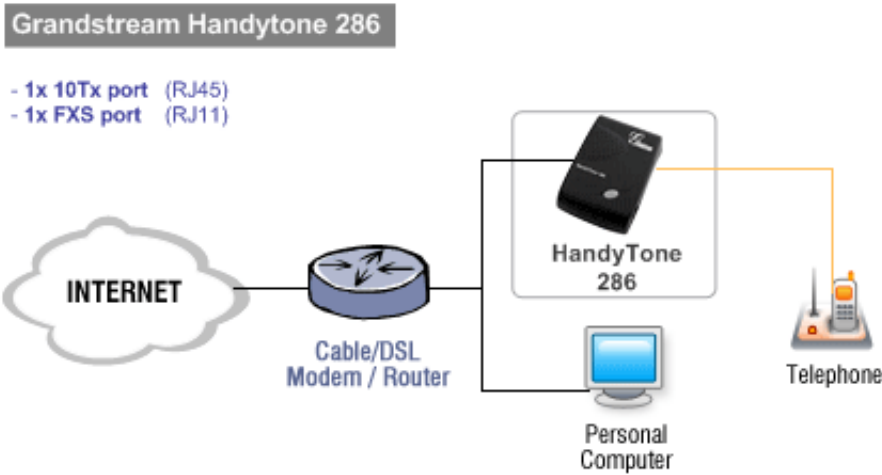 Grandstream Handytone 286
- 1x 10Tx port (RJ45)
- 1x FXS port (RJ11)
INTERNET
Cable/DSL
Modem / Router
HandyTone
286
Telephone
Personal
Computer